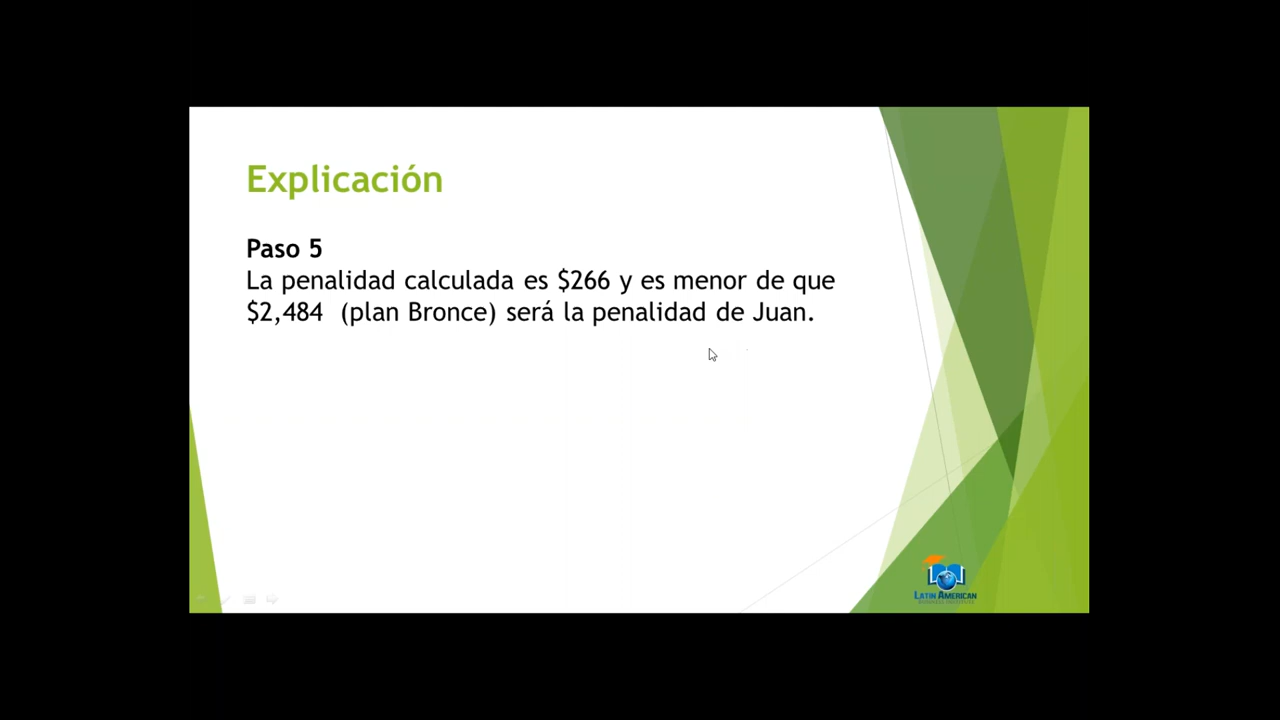 Explicación
Paso 5
La penalidad calculada es $266 y es menor de que
$2,484 (plan Bronce) será la penalidad de Juan.
LATIN AMERICAN